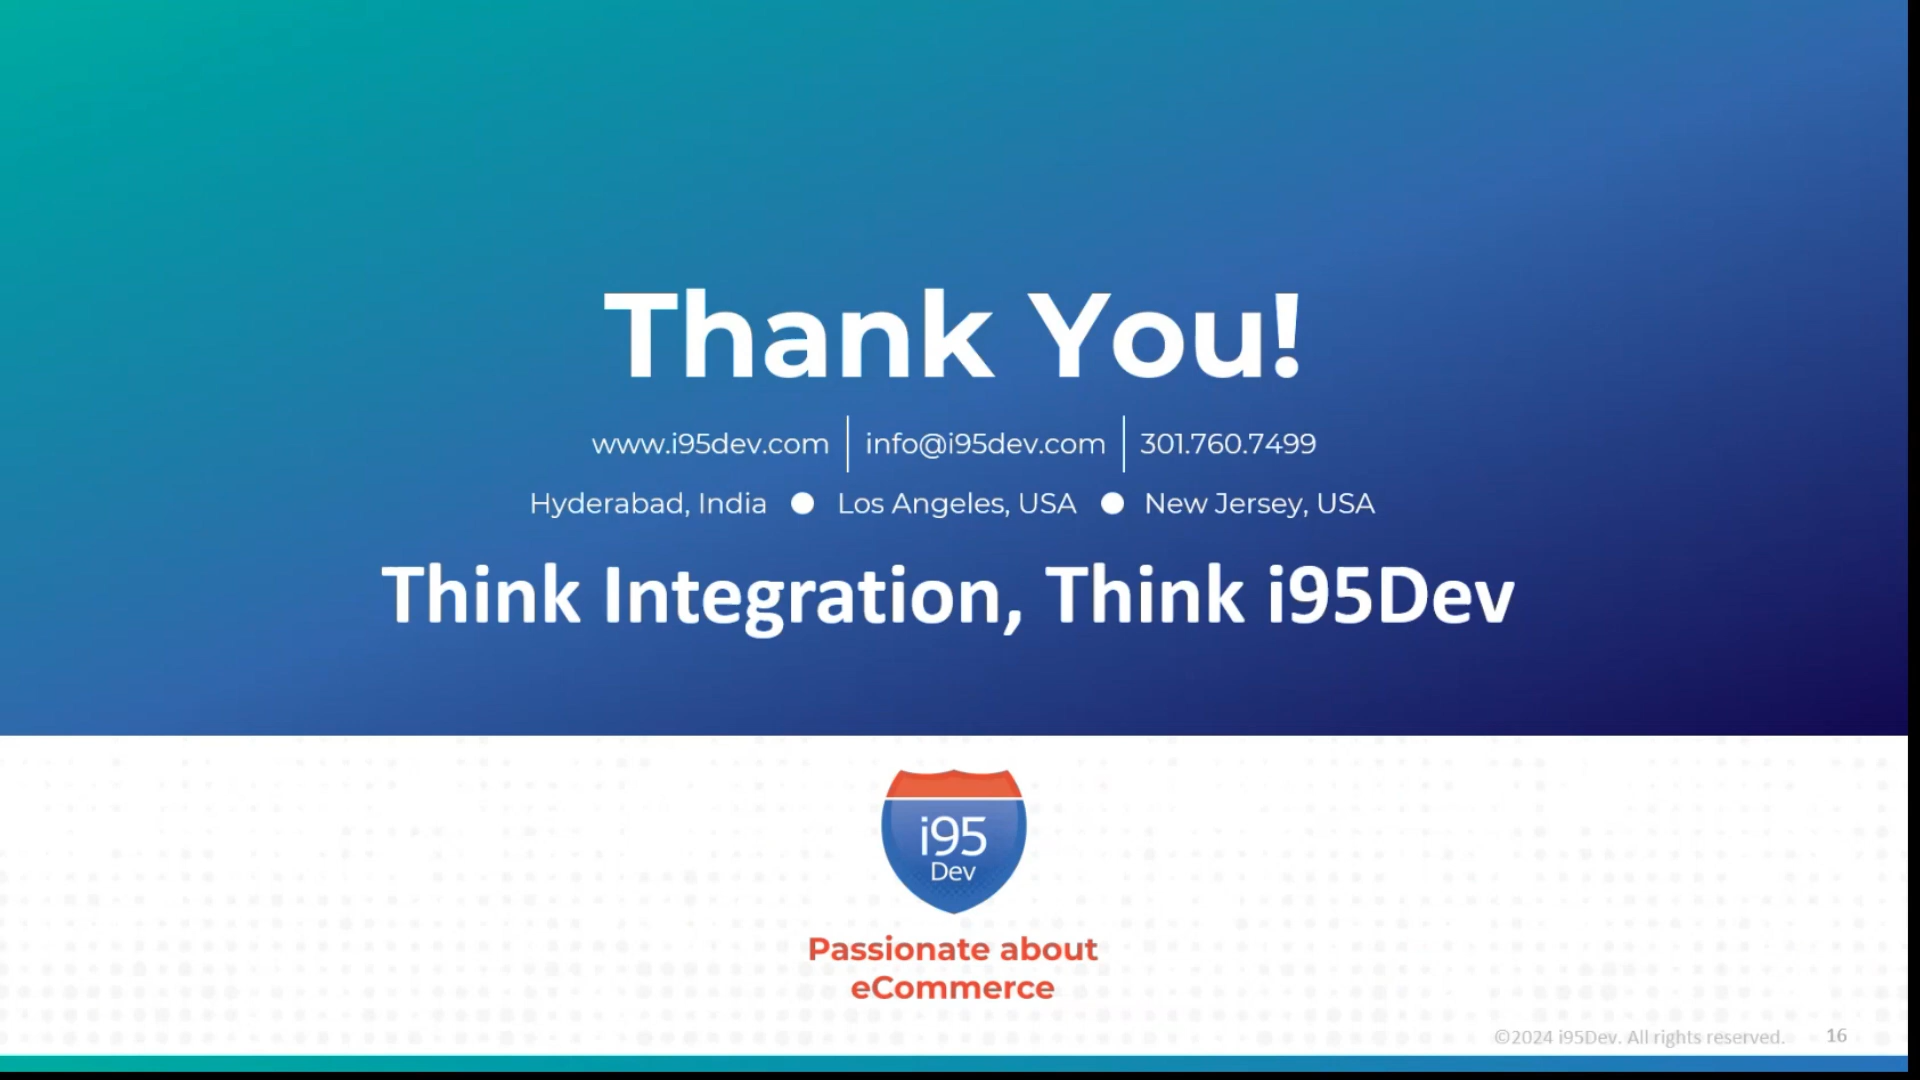 Thank You!
www.i95dev.com | info@i95dev.com | 301.760.7499
Hyderabad, India ● Los Angeles, USA ● New Jersey, USA
Think Integration, Think i95Dev
i95
Dev
Passionate about
eCommerce
©2024 i95Dev. All rights reserved. 16